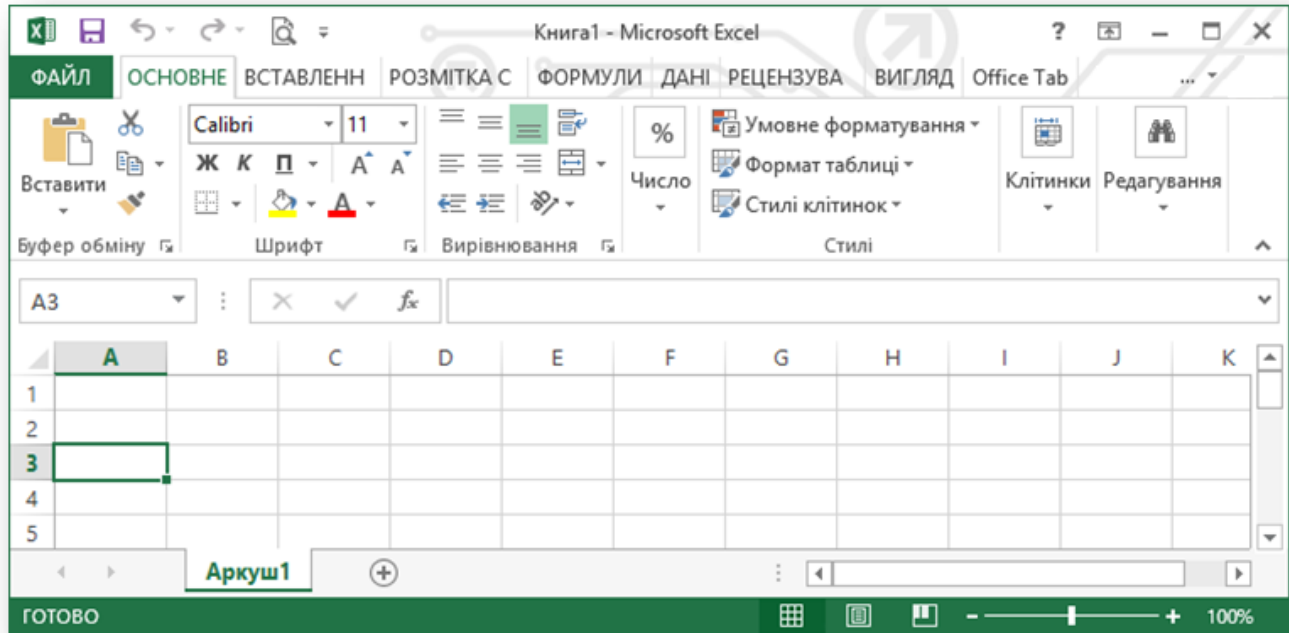 Книга1 - Microsoft Excel ?
ФАЙЛ ОСНОВНЕ ВСТАВЛЕНН РОЗМІТКА С ФОРМУЛИ ДАНІ РЕЦЕНЗУВА ВИГЛЯД Office Tab ...
Calibri 11 % Умовне форматування
Ж К П А А Формат таблиці
Вставити Число Клітинки Редагування
А Стилі клітинок
Буфер обміну Шрифт Вирівнювання Стилі
A3 fx
A B C D E F G H I J K
1
2
3
4
5
Аркуш1
ГОТОВО - + 100%